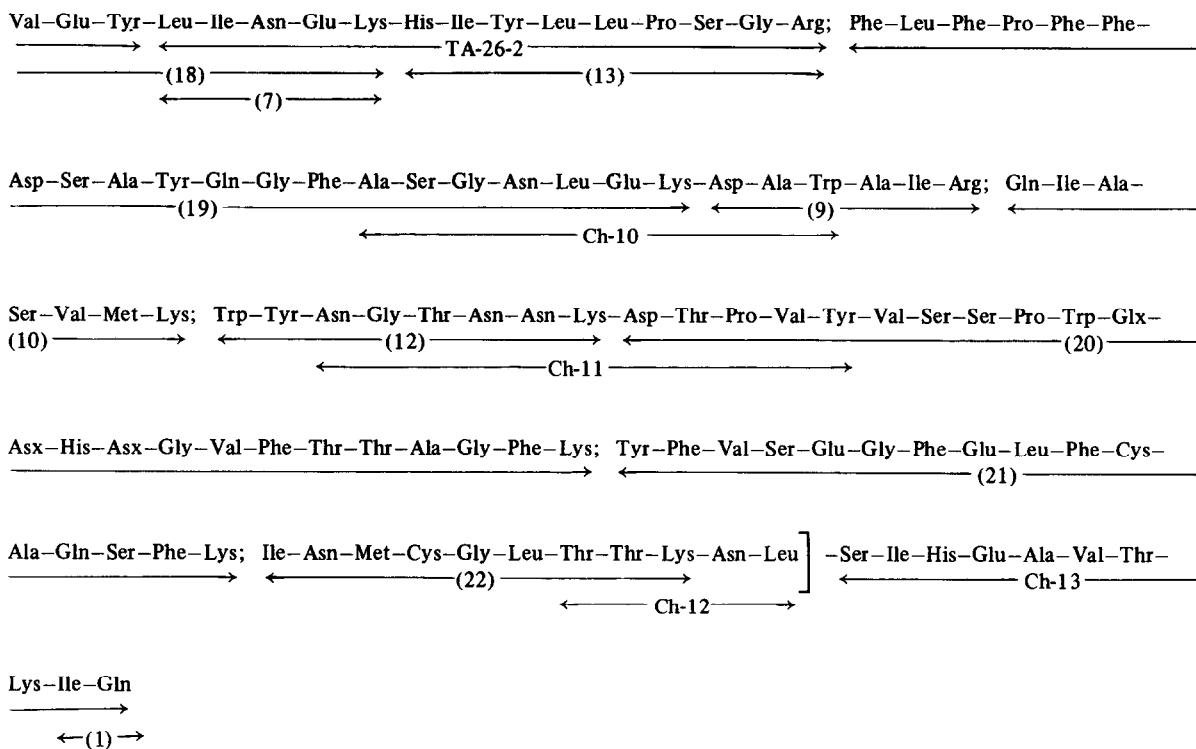 Val–Glu–Tyr–Leu–Ile–Asn–Glu–Lys–His–Ile–Tyr–Leu–Leu–Pro–Ser–Gly–Arg; Phe–Leu–Phe–Pro–Phe–Phe–
TA-26-2
(18) (13)
(7)
Asp–Ser–Ala–Tyr–Gln–Gly–Phe–Ala–Ser–Gly–Asn–Leu–Glu–Lys–Asp–Ala–Trp–Ala–Ile–Arg; Gln–Ile–Ala–
(19) (9)
Ch-10
Ser–Val–Met–Lys; Trp–Tyr–Asn–Gly–Thr–Asn–Asn–Lys–Asp–Thr–Pro–Val–Tyr–Val–Ser–Ser–Pro–Trp–Glx–
(10) (12) (20)
Ch-11
Asx–His–Asx–Gly–Val–Phe–Thr–Thr–Ala–Gly–Phe–Lys; Tyr–Phe–Val–Ser–Glu–Gly–Phe–Glu–Leu–Phe–Cys–
(21)
Ala–Gln–Ser–Phe–Lys; Ile–Asn–Met–Cys–Gly–Leu–Thr–Thr–Lys–Asn–Leu] -Ser–Ile–His–Glu–Ala–Val–Thr–
(22) Ch-13
Ch-12
Lys–Ile–Gln
(1)